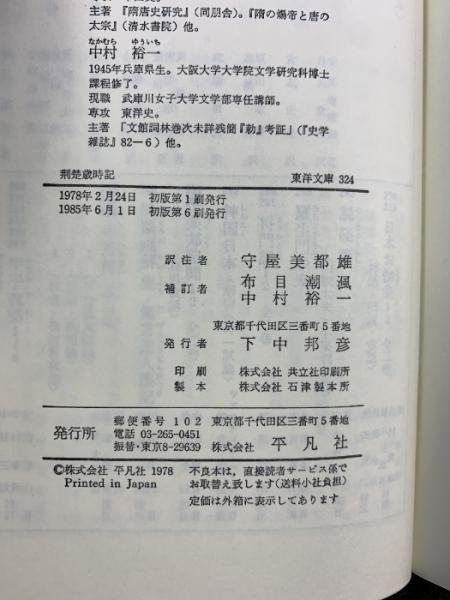 主著 『隋唐史研究』(同朋舎)。『隋の煬帝と唐の
太宗』(清水書院)他。
なかむら ゆういち
中村 裕一
1945年兵庫県生。大阪大学大学院文学研究科博士
課程修了。
現職 武庫川女子大学文学部専任講師。
専攻 東洋史。
主著 「文館詞林巻次未詳残簡『勅』考証」(『史学
雑誌』82-6)他。
荊楚歳時記 東洋文庫 324
1978年2月24日 初版第1刷発行
1985年6月1日 初版第6刷発行
訳注者 守屋美都雄
補訂者 布目潮渢
中村裕一
東京都千代田区三番町5番地
発行者 下中邦彦
印刷 株式会社 共立社印刷所
製本 株式会社 石津製本所
発行所
郵便番号 102 東京都千代田区三番町5番地
電話 03-265-0451
振替・東京8-29639 株式会社 平凡社
©株式会社 平凡社 1978
Printed in Japan
不良本は、直接読者サービス係で
お取替え致します(送料小社負担)
定価は外箱に表示してあります